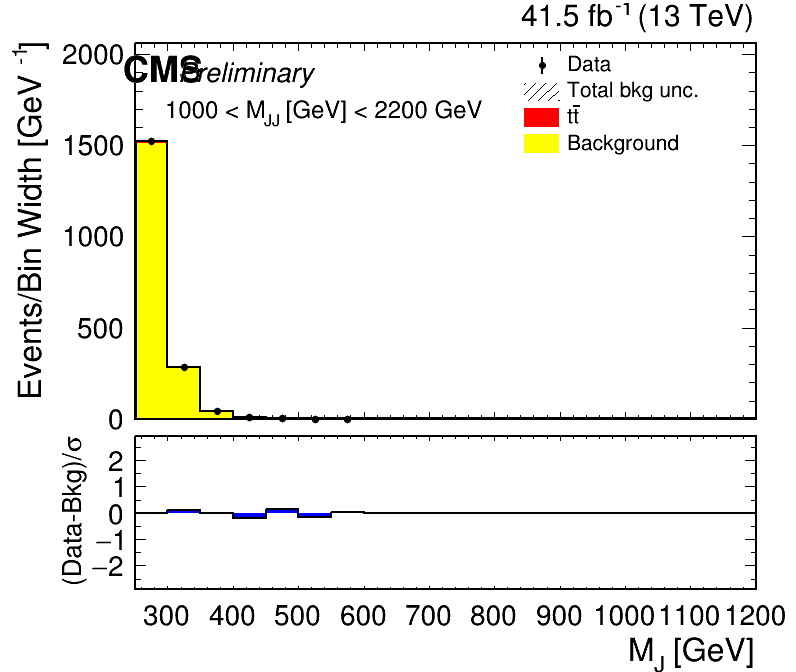 41.5 fb⁻¹ (13 TeV)
CMS Preliminary
1000 < M_JJ [GeV] < 2200 GeV
Data
Total bkg unc.
tt̄
Background
Events/Bin Width [GeV⁻¹]
2000
1500
1000
500
0
(Data-Bkg)/σ
2
1
0
−1
−2
300 400 500 600 700 800 900 1000 1100 1200
M_J [GeV]